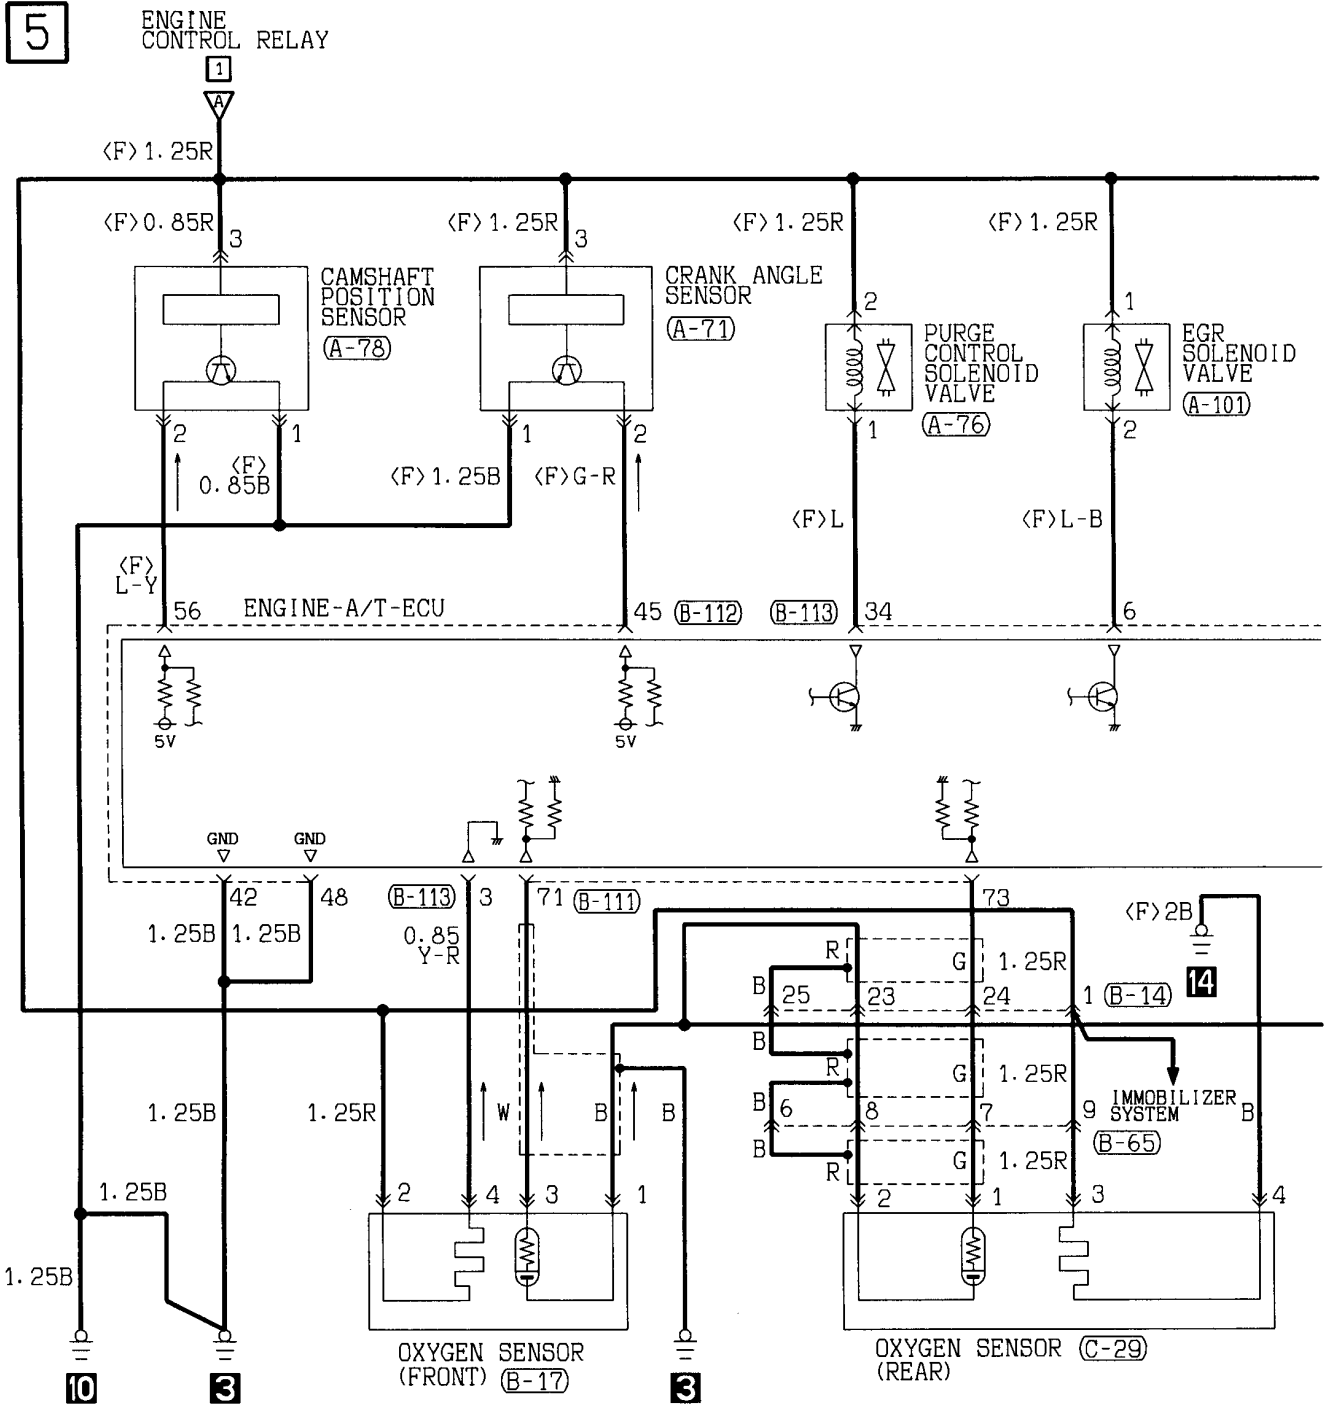 5
ENGINE
CONTROL RELAY
1
A
<F>1.25R
<F>0.85R
3
<F>1.25R
3
<F>1.25R
<F>1.25R
CAMSHAFT
POSITION
SENSOR
A-78
CRANK ANGLE
SENSOR
A-71
2
PURGE
CONTROL
SOLENOID
VALVE
A-76
1
EGR
SOLENOID
VALVE
A-101
2
1
1
2
1
2
<F>
0.85B
<F>1.25B
<F>G-R
<F>L
<F>L-B
<F>
L-Y
56
ENGINE-A/T-ECU
45
B-112
B-113
34
6
5V
5V
GND
GND
42
48
B-113
3
71
B-111
73
1.25B
1.25B
0.85
Y-R
<F>2B
14
R
G
1.25R
B
25
23
24
1
B-14
B
R
G
1.25R
IMMOBILIZER
SYSTEM
1.25B
1.25R
W
B
B
B
6
8
7
9
B-65
B
B
R
G
1.25R
1.25B
2
4
3
1
2
1
3
4
1.25B
10
3
OXYGEN SENSOR
(FRONT)
B-17
3
OXYGEN SENSOR
C-29
(REAR)